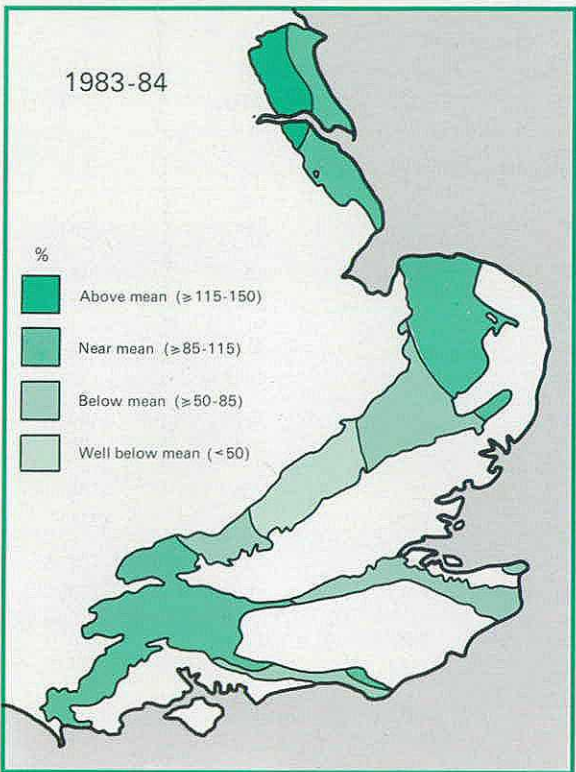 1983-84
%
Above mean (⩾115-150)
Near mean (⩾85-115)
Below mean (⩾50-85)
Well below mean (<50)